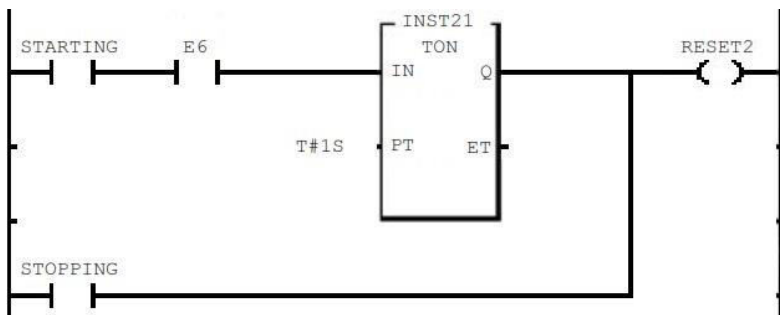 INST21
STARTING E6 TON RESET2
IN Q
T#1S PT ET
STOPPING